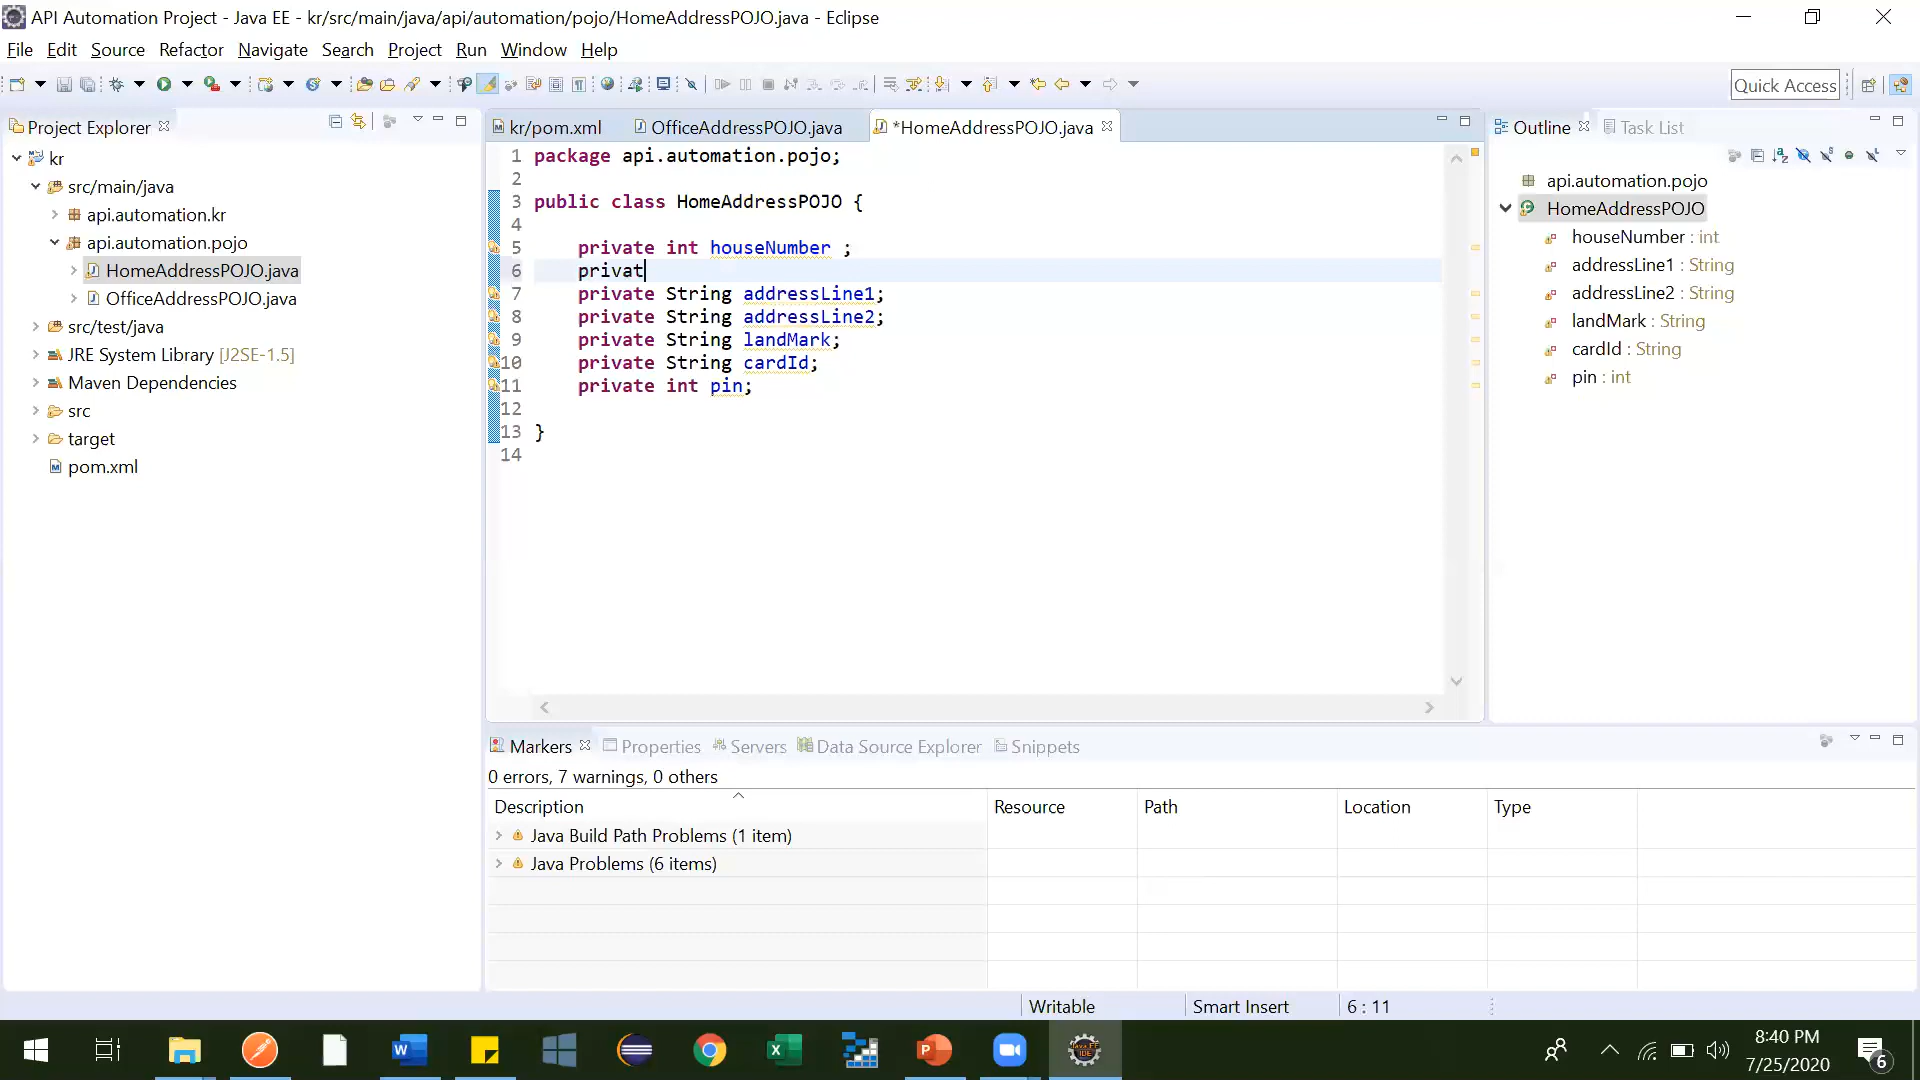 API Automation Project - Java EE - kr/src/main/java/api/automation/pojo/HomeAddressPOJO.java - Eclipse
File Edit Source Refactor Navigate Search Project Run Window Help
Quick Access
Project Explorer
kr
src/main/java
api.automation.kr
api.automation.pojo
HomeAddressPOJO.java
OfficeAddressPOJO.java
src/test/java
JRE System Library [J2SE-1.5]
Maven Dependencies
src
target
pom.xml
kr/pom.xml OfficeAddressPOJO.java *HomeAddressPOJO.java
1 package api.automation.pojo;
2
3 public class HomeAddressPOJO {
4
5 private int houseNumber ;
6 privat
7 private String addressLine1;
8 private String addressLine2;
9 private String landMark;
10 private String cardId;
11 private int pin;
12
13 }
14
Outline Task List
api.automation.pojo
HomeAddressPOJO
houseNumber : int
addressLine1 : String
addressLine2 : String
landMark : String
cardId : String
pin : int
Markers Properties Servers Data Source Explorer Snippets
0 errors, 7 warnings, 0 others
Description Resource Path Location Type
Java Build Path Problems (1 item)
Java Problems (6 items)
Writable Smart Insert 6 : 11
8:40 PM
7/25/2020
6